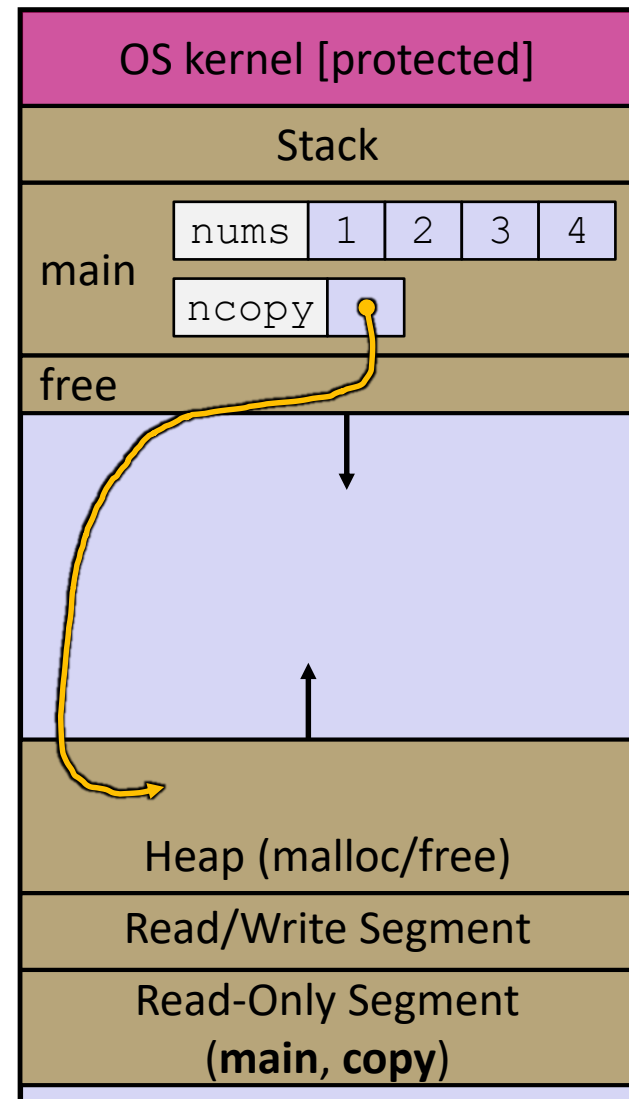 OS kernel [protected]
Stack
main
nums 1 2 3 4
ncopy
free
Heap (malloc/free)
Read/Write Segment
Read-Only Segment
(main, copy)